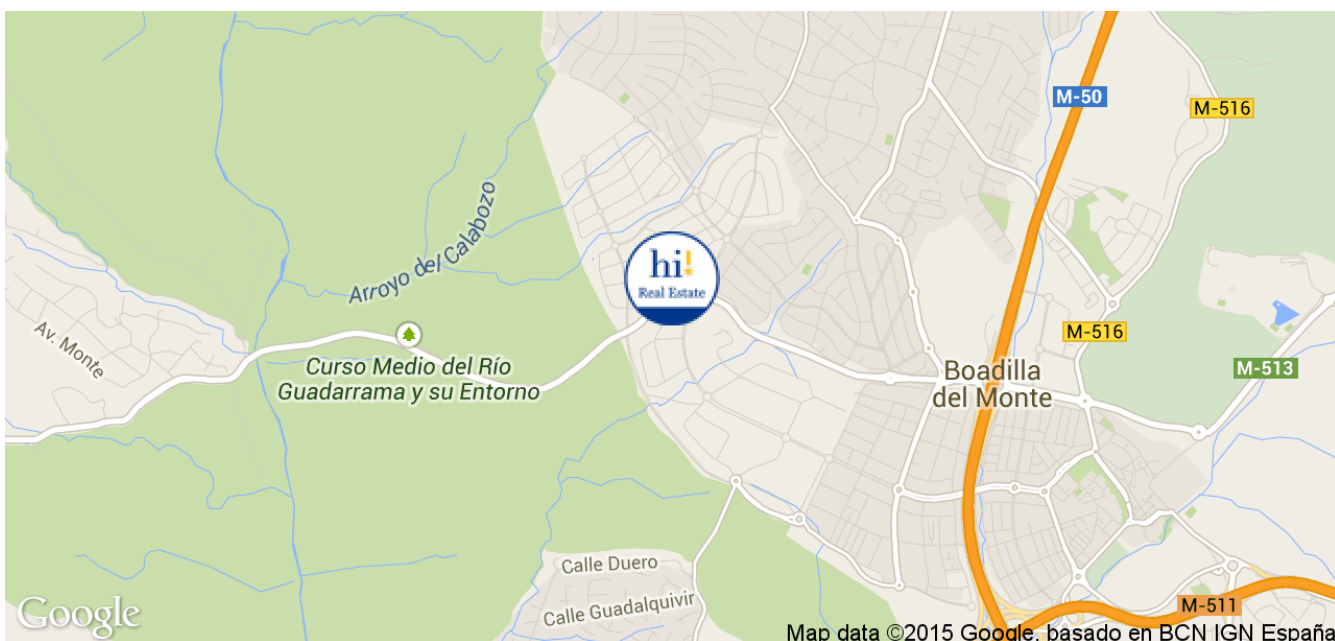 M-50
M-516
Arroyo del Calabozo
hi!
Real Estate
Av. Monte
M-516
Curso Medio del Río
Guadarrama y su Entorno
Boadilla
del Monte
M-513
Calle Duero
Calle Guadalquivir
M-511
Google
Map data ©2015 Google, basado en BCN IGN España